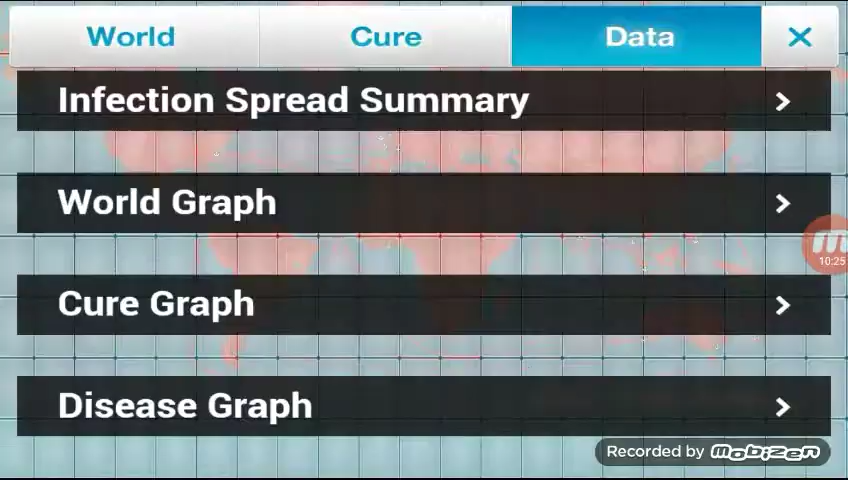 World
Cure
Data
Infection Spread Summary
World Graph
10:25
Cure Graph
Disease Graph
Recorded by Mobizen